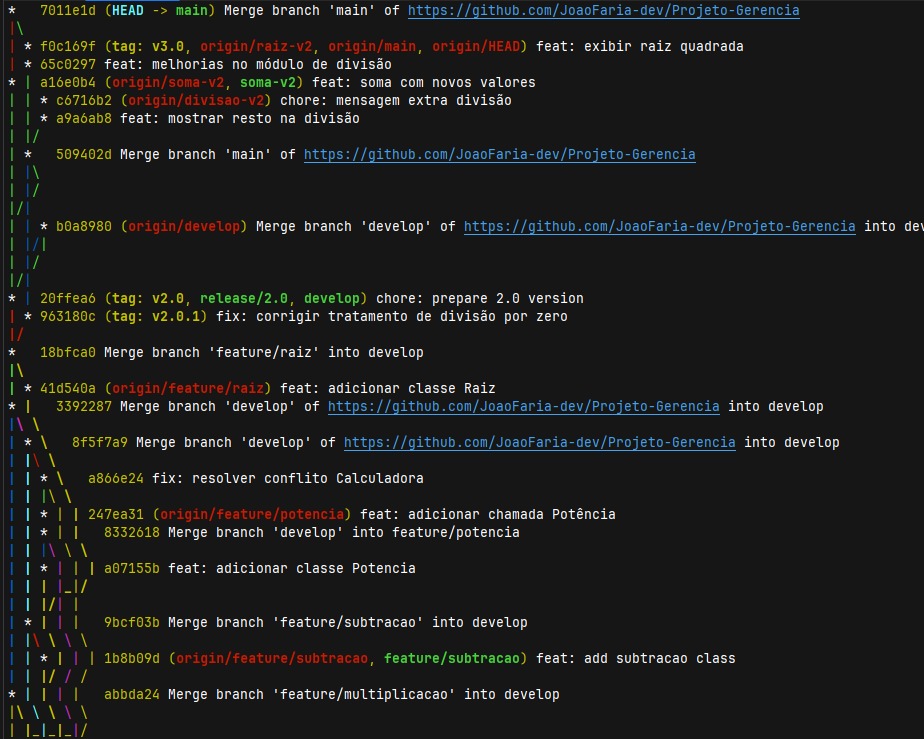 *   7011e1d (HEAD -> main) Merge branch 'main' of https://github.com/JoaoFaria-dev/Projeto-Gerencia
|\
| * f0c169f (tag: v3.0, origin/raiz-v2, origin/main, origin/HEAD) feat: exibir raiz quadrada
| * 65c0297 feat: melhorias no módulo de divisão
* | a16e0b4 (origin/soma-v2, soma-v2) feat: soma com novos valores
| | * c6716b2 (origin/divisao-v2) chore: mensagem extra divisão
| | * a9a6ab8 feat: mostrar resto na divisão
| |/
| *   509402d Merge branch 'main' of https://github.com/JoaoFaria-dev/Projeto-Gerencia
| |\
| |/
|/|
| | * b0a8980 (origin/develop) Merge branch 'develop' of https://github.com/JoaoFaria-dev/Projeto-Gerencia into dev
| |/|
| |/
|/|
* | 20ffea6 (tag: v2.0, release/2.0, develop) chore: prepare 2.0 version
| * 963180c (tag: v2.0.1) fix: corrigir tratamento de divisão por zero
|/
*   18bfca0 Merge branch 'feature/raiz' into develop
|\
| * 41d540a (origin/feature/raiz) feat: adicionar classe Raiz
* |   3392287 Merge branch 'develop' of https://github.com/JoaoFaria-dev/Projeto-Gerencia into develop
|\ \
| * \   8f5f7a9 Merge branch 'develop' of https://github.com/JoaoFaria-dev/Projeto-Gerencia into develop
| |\ \
| | * \   a866e24 fix: resolver conflito Calculadora
| | |\ \
| | * | | 247ea31 (origin/feature/potencia) feat: adicionar chamada Potência
| | * | |   8332618 Merge branch 'develop' into feature/potencia
| | |\ \ \
| | * | | | a07155b feat: adicionar classe Potencia
| | | |_|/
| | |/| |
| * | | |   9bcf03b Merge branch 'feature/subtracao' into develop
| |\ \ \ \
| | * | | | 1b8b09d (origin/feature/subtracao, feature/subtracao) feat: add subtracao class
| | |/ / /
* | | | |   abbda24 Merge branch 'feature/multiplicacao' into develop
|\ \ \ \ \
| |_|_|_|/